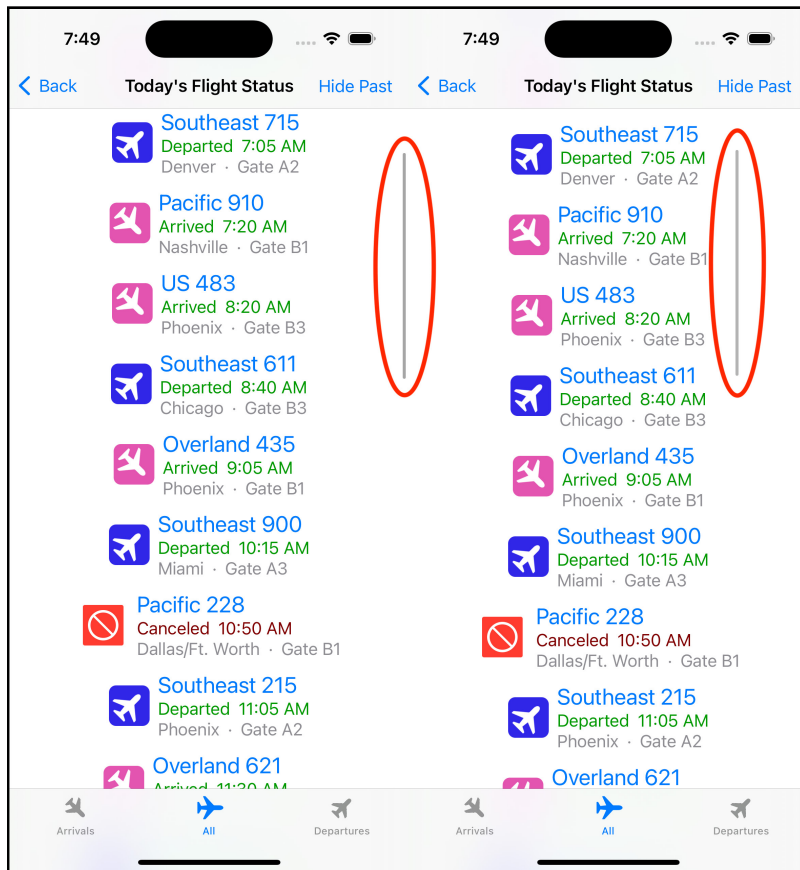 7:49
Back Today's Flight Status Hide Past
Southeast 715
Departed 7:05 AM
Denver · Gate A2
Pacific 910
Arrived 7:20 AM
Nashville · Gate B1
US 483
Arrived 8:20 AM
Phoenix · Gate B3
Southeast 611
Departed 8:40 AM
Chicago · Gate B3
Overland 435
Arrived 9:05 AM
Phoenix · Gate B1
Southeast 900
Departed 10:15 AM
Miami · Gate A3
Pacific 228
Canceled 10:50 AM
Dallas/Ft. Worth · Gate B1
Southeast 215
Departed 11:05 AM
Phoenix · Gate A2
Overland 621
Arrived 11:30 AM
Arrivals All Departures
7:49
Back Today's Flight Status Hide Past
Southeast 715
Departed 7:05 AM
Denver · Gate A2
Pacific 910
Arrived 7:20 AM
Nashville · Gate B1
US 483
Arrived 8:20 AM
Phoenix · Gate B3
Southeast 611
Departed 8:40 AM
Chicago · Gate B3
Overland 435
Arrived 9:05 AM
Phoenix · Gate B1
Southeast 900
Departed 10:15 AM
Miami · Gate A3
Pacific 228
Canceled 10:50 AM
Dallas/Ft. Worth · Gate B1
Southeast 215
Departed 11:05 AM
Phoenix · Gate A2
Overland 621
Arrivals All Departures